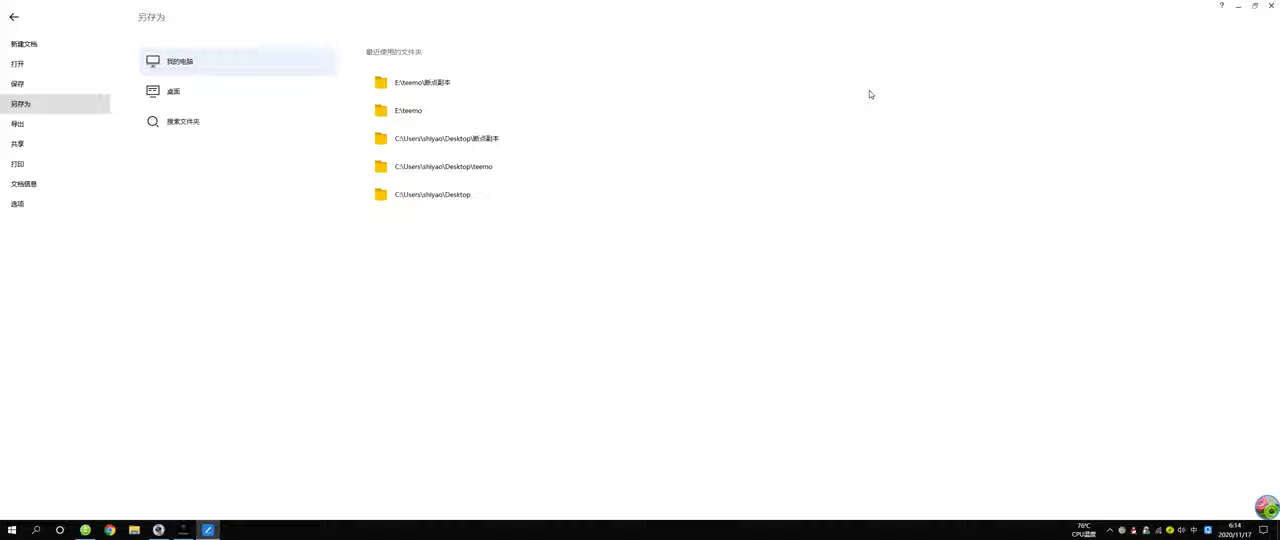 另存为
新建文档
打开
保存
另存为
导出
共享
打印
文档信息
选项
我的电脑
桌面
搜索文件夹
最近使用的文件夹
E:\teemo\断点副本
E:\teemo
C:\Users\shiyao\Desktop\断点副本
C:\Users\shiyao\Desktop\teemo
C:\Users\shiyao\Desktop
76℃
CPU温度
中
6:14
2020/11/17